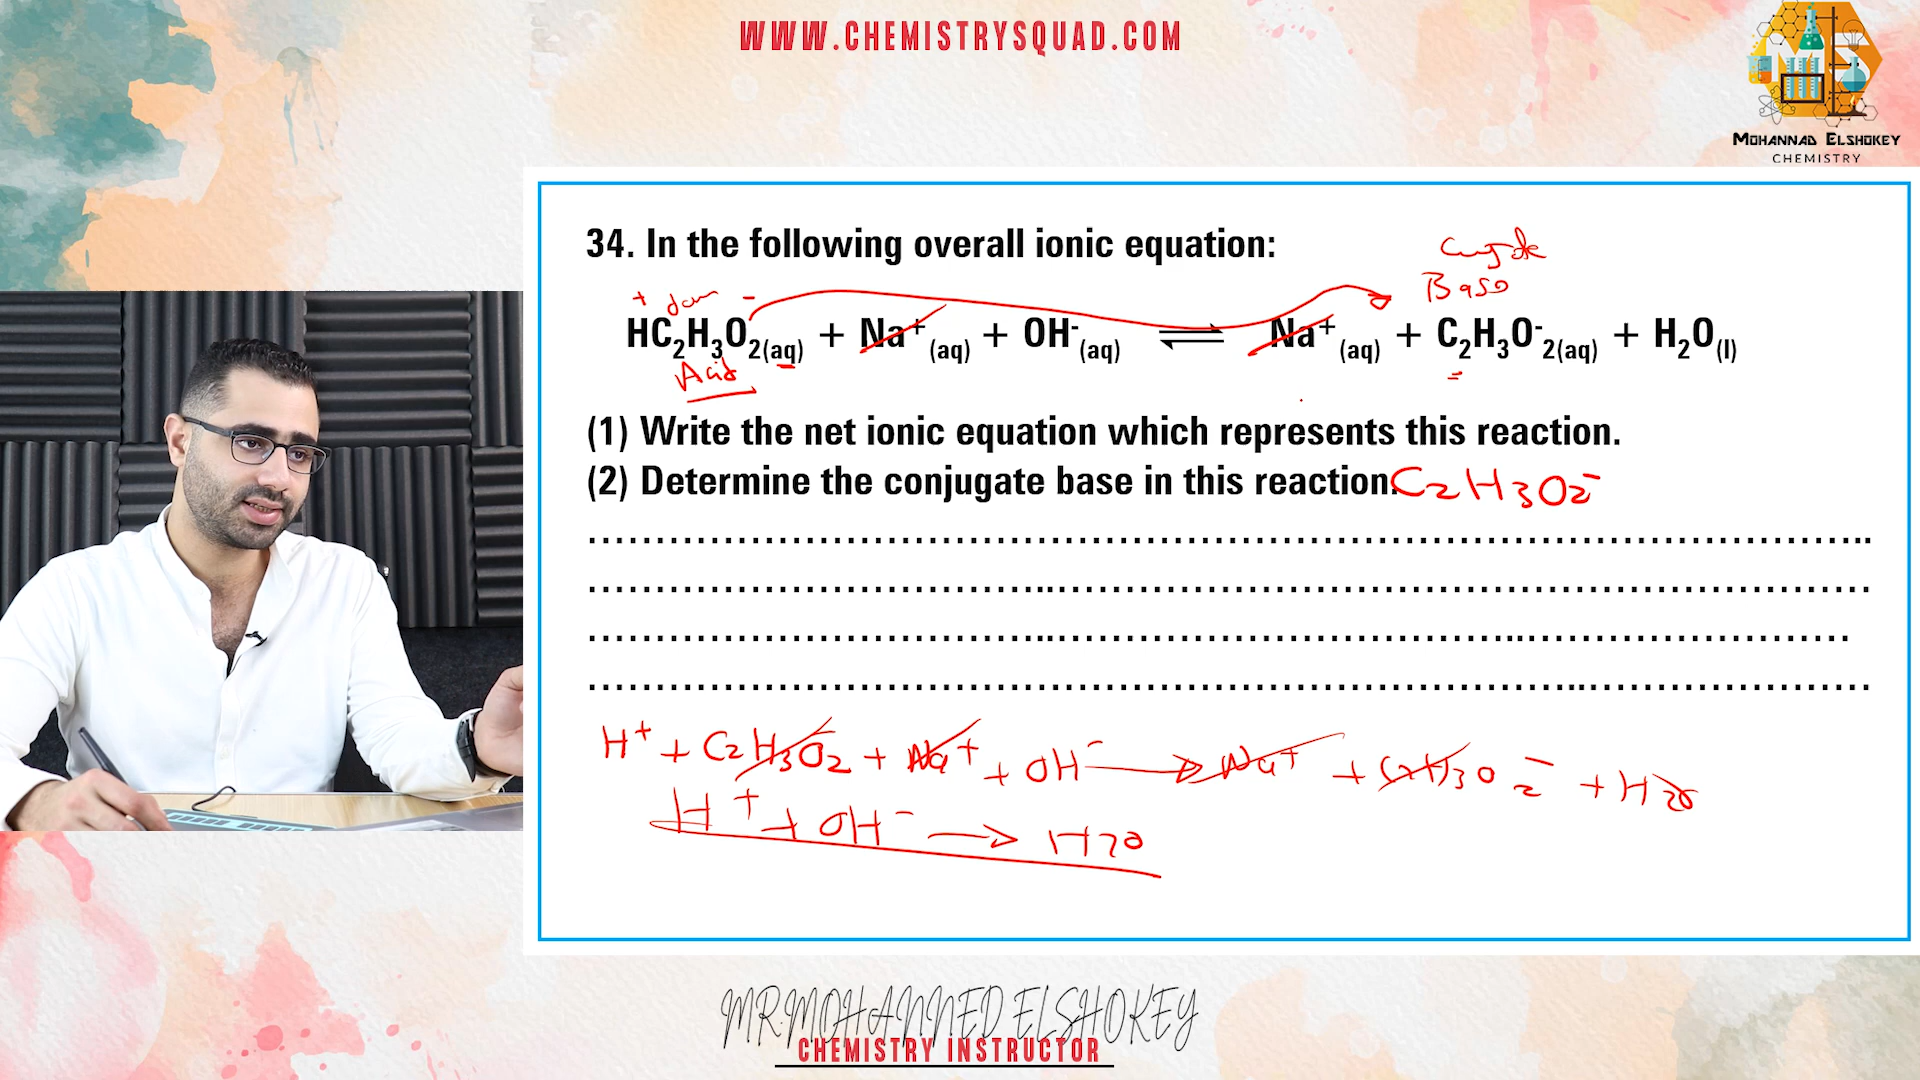 WWW.CHEMISTRYSQUAD.COM
MS
MOHANNAD ELSHOKEY
CHEMISTRY
34. In the following overall ionic equation:
Base
+ -
HC₂H₃O₂(aq) + Na⁺(aq) + OH⁻(aq) ⇌ Na⁺(aq) + C₂H₃O⁻₂(aq) + H₂O(l)
Acid
(1) Write the net ionic equation which represents this reaction.
(2) Determine the conjugate base in this reaction. C₂H₃O₂⁻
H⁺ + C₂H₃O₂ + Na⁺ + OH⁻ → Na⁺ + C₂H₃O₂⁻ + H₂O
H⁺ + OH⁻ → H₂O
MR.MOHANNED ELSHOKEY
CHEMISTRY INSTRUCTOR